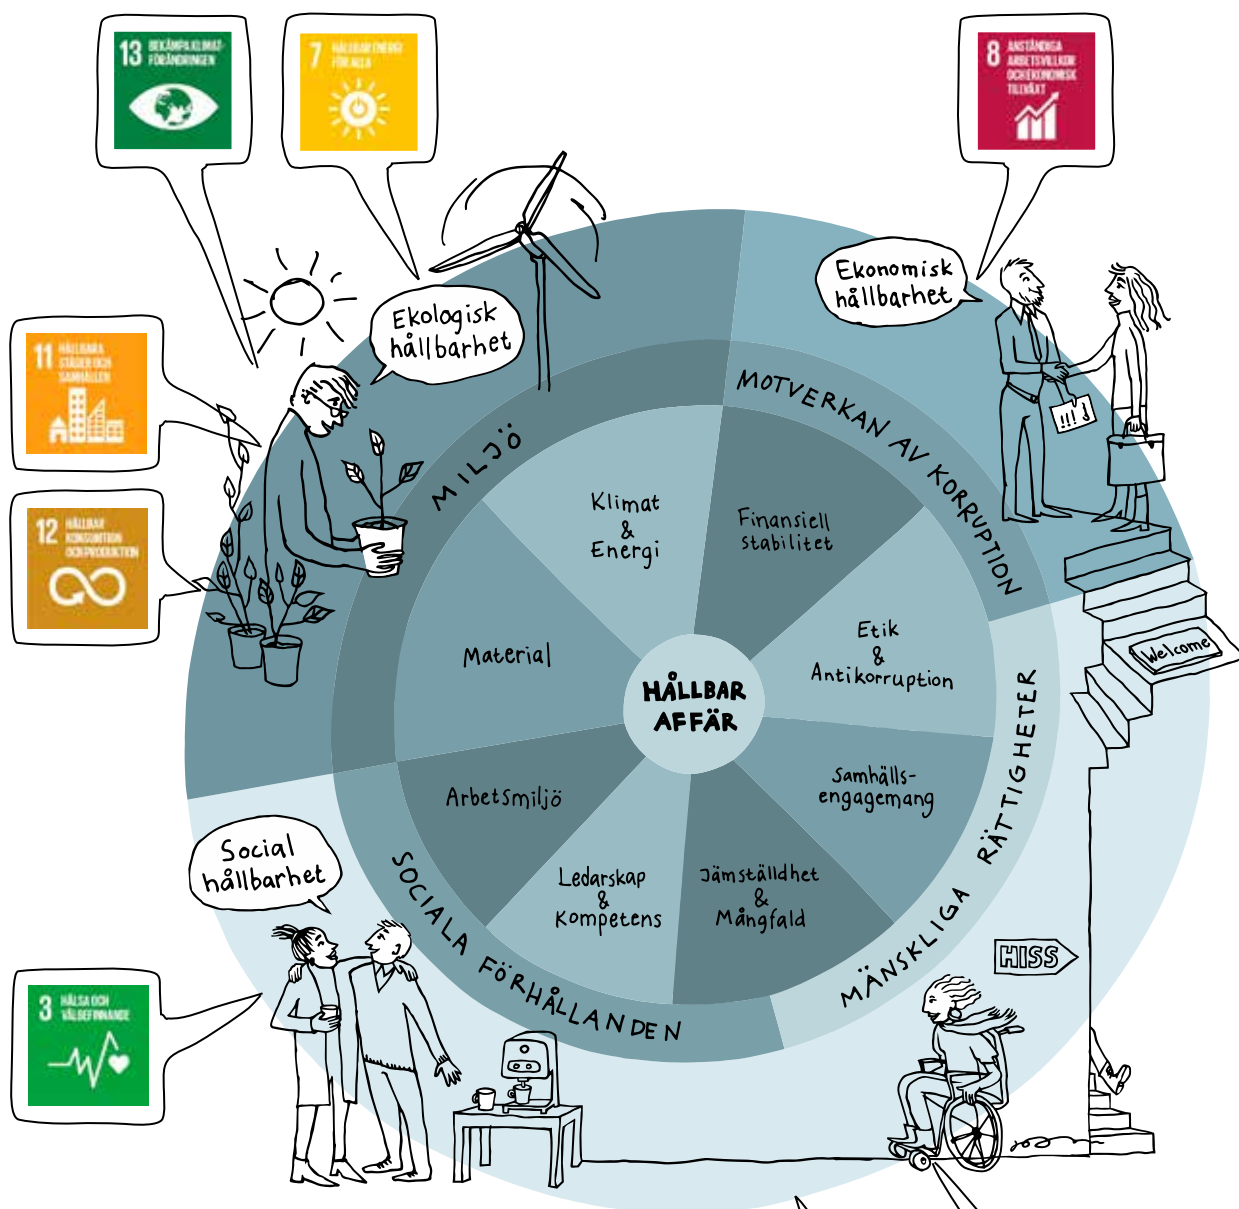 13 BEKÄMPA KLIMAT-
FÖRÄNDRINGEN
7 HÅLLBAR ENERGI
FÖR ALLA
8 ANSTÄNDIGA
ARBETSVILLKOR
OCH EKONOMISK
TILLVÄXT
11 HÅLLBARA
STÄDER OCH
SAMHÄLLEN
12 HÅLLBAR
KONSUMTION
OCH PRODUKTION
3 HÄLSA OCH
VÄLBEFINNANDE
Ekologisk
hållbarhet
Ekonomisk
hållbarhet
!!!
Social
hållbarhet
MILJÖ
MOTVERKAN AV KORRUPTION
MÄNSKLIGA RÄTTIGHETER
SOCIALA FÖRHÅLLANDEN
Klimat
&
Energi
Finansiell
stabilitet
Etik
&
Antikorruption
Samhälls-
engagemang
Jämställdhet
&
Mångfald
Ledarskap
&
Kompetens
Arbetsmiljö
Material
HÅLLBAR
AFFÄR
Welcome
HISS